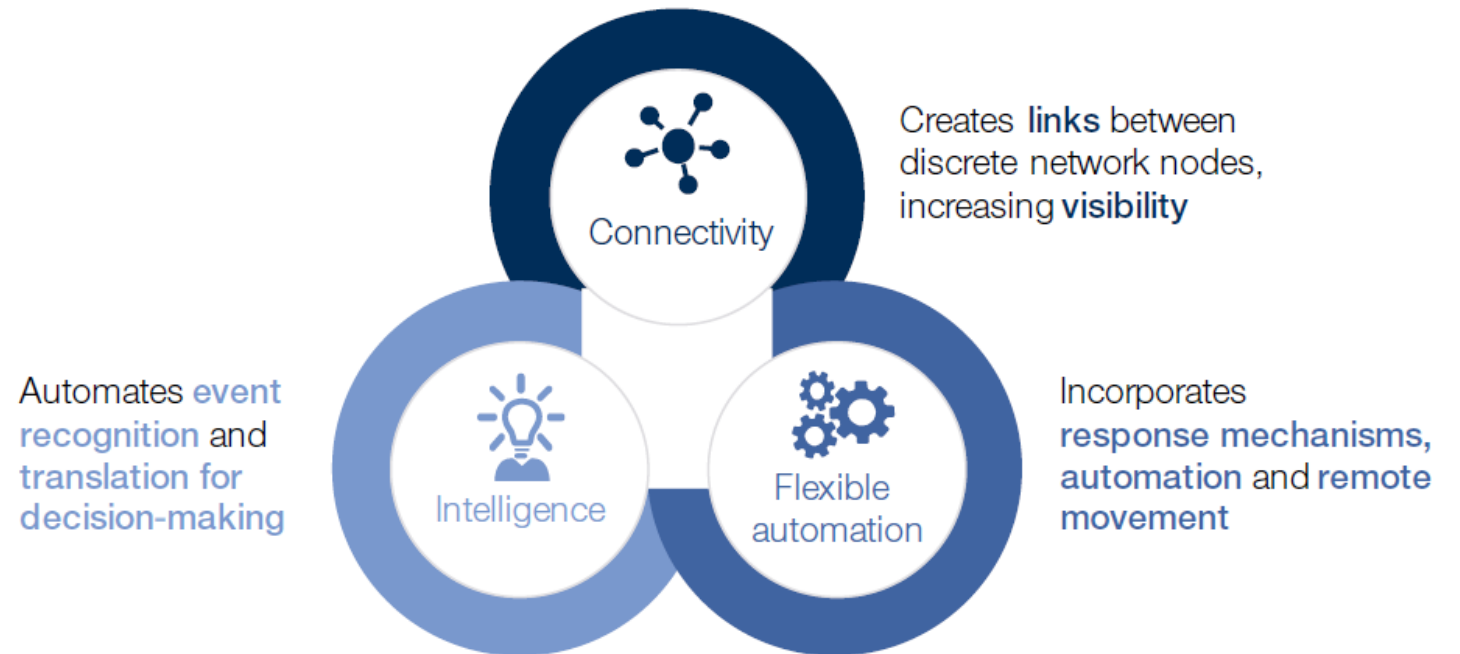 Connectivity
Creates links between
discrete network nodes,
increasing visibility
Automates event
recognition and
translation for
decision-making
Intelligence
Flexible
automation
Incorporates
response mechanisms,
automation and remote
movement